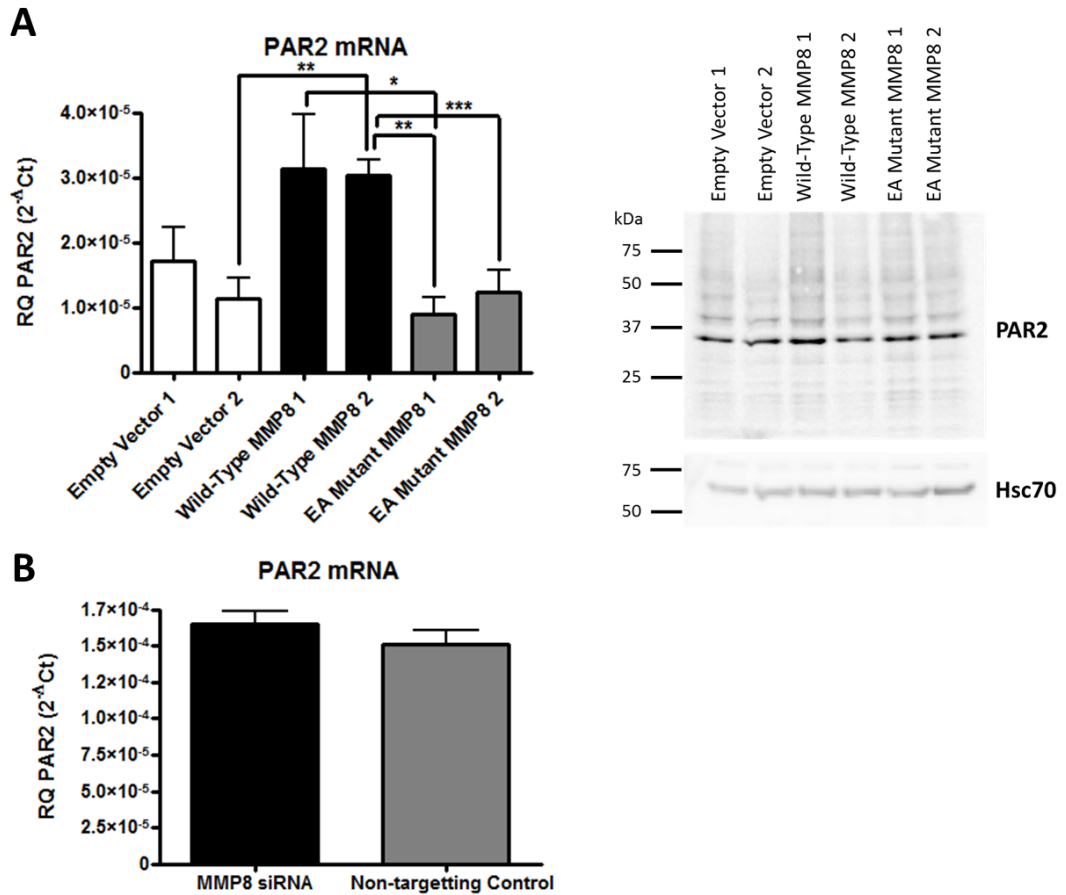 A
PAR2 mRNA
**
*
***
**
RQ PAR2 (2^-ΔCt)
4.0×10^-5
3.0×10^-5
2.0×10^-5
1.0×10^-5
0
Empty Vector 1
Empty Vector 2
Wild-Type MMP8 1
Wild-Type MMP8 2
EA Mutant MMP8 1
EA Mutant MMP8 2
Empty Vector 1
Empty Vector 2
Wild-Type MMP8 1
Wild-Type MMP8 2
EA Mutant MMP8 1
EA Mutant MMP8 2
kDa
75
50
37
25
PAR2
75
50
Hsc70
B
PAR2 mRNA
RQ PAR2 (2^-ΔCt)
1.7×10^-4
1.5×10^-4
1.2×10^-4
1.0×10^-4
7.5×10^-5
5.0×10^-5
2.5×10^-5
0
MMP8 siRNA
Non-targetting Control